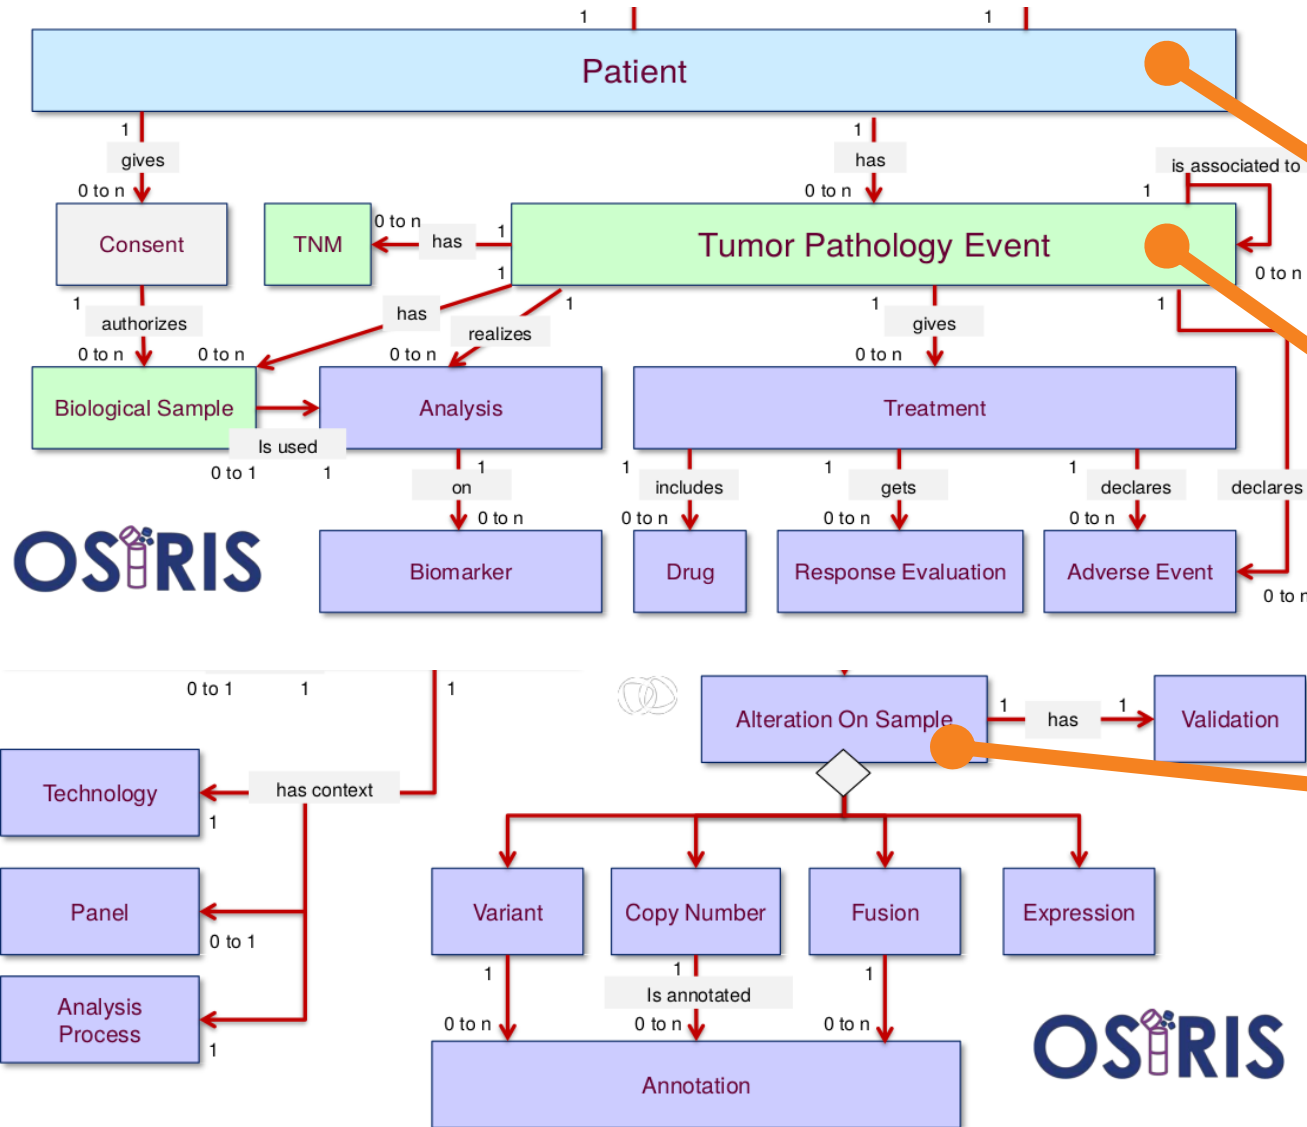 1
1
Patient
1
1
gives
has
is associated to
0 to n
0 to n
1
Consent
TNM
0 to n
has
1
Tumor Pathology Event
1
0 to n
1
authorizes
has
realizes
1
1
gives
1
0 to n
0 to n
0 to n
0 to n
Biological Sample
Analysis
Treatment
Is used
0 to 1
1
1
on
0 to n
1
includes
0 to n
1
gets
0 to n
1
declares
0 to n
declares
OSIRIS
Biomarker
Drug
Response Evaluation
Adverse Event
0 to n
0 to 1
1
1
Alteration On Sample
1
has
1
Validation
Technology
has context
1
Panel
0 to 1
Variant
Copy Number
Fusion
Expression
Analysis
Process
1
1
1
1
Is annotated
0 to n
0 to n
0 to n
Annotation
OSIRIS